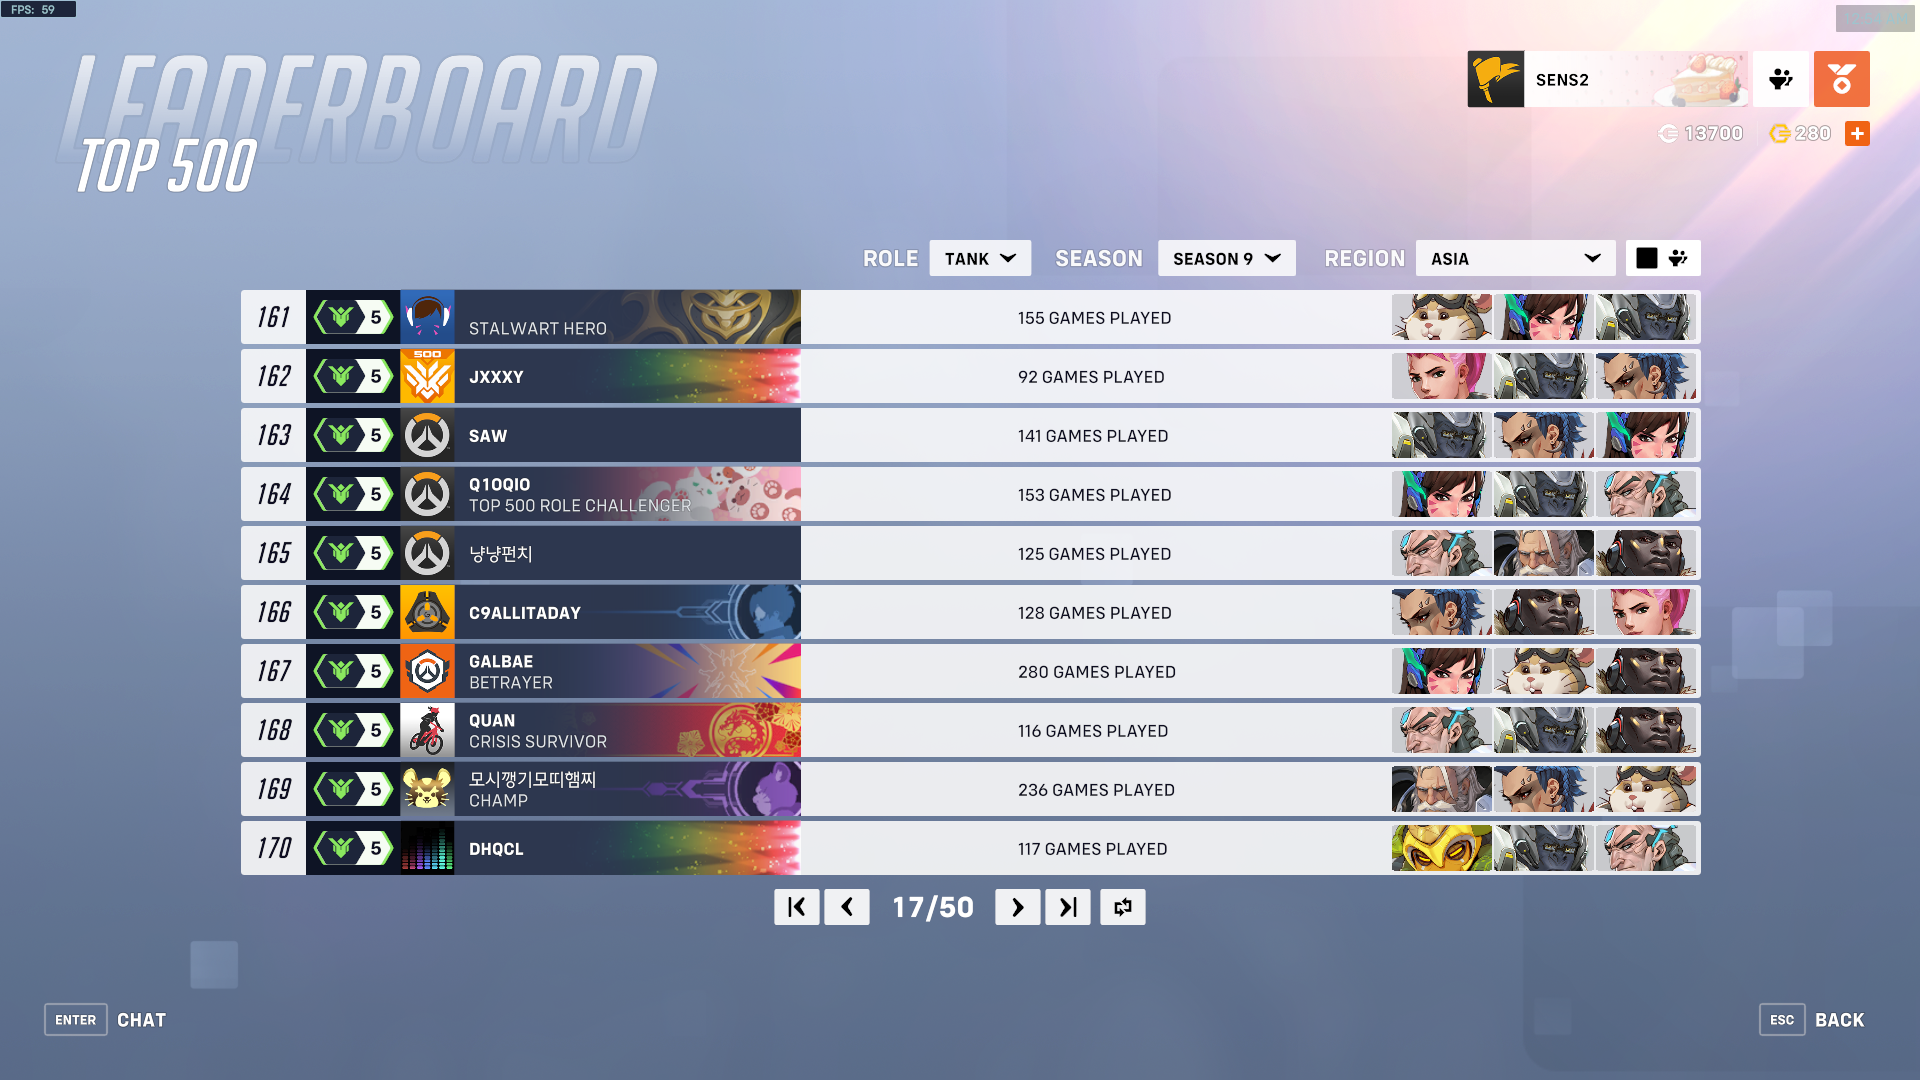 FPS: 59
LEADERBOARD
TOP 500
SENS2
13700
280
ROLE TANK SEASON SEASON 9 REGION ASIA
161 5 STALWART HERO 155 GAMES PLAYED
162 5 500 JXXXY 92 GAMES PLAYED
163 5 SAW 141 GAMES PLAYED
164 5 Q10QIO 153 GAMES PLAYED
TOP 500 ROLE CHALLENGER
165 5 냥냥펀치 125 GAMES PLAYED
166 5 C9ALLITADAY 128 GAMES PLAYED
167 5 GALBAE 280 GAMES PLAYED
BETRAYER
168 5 QUAN 116 GAMES PLAYED
CRISIS SURVIVOR
169 5 모시깽기모띠햄찌 236 GAMES PLAYED
CHAMP
170 5 DHQCL 117 GAMES PLAYED
17/50
ENTER CHAT
ESC BACK